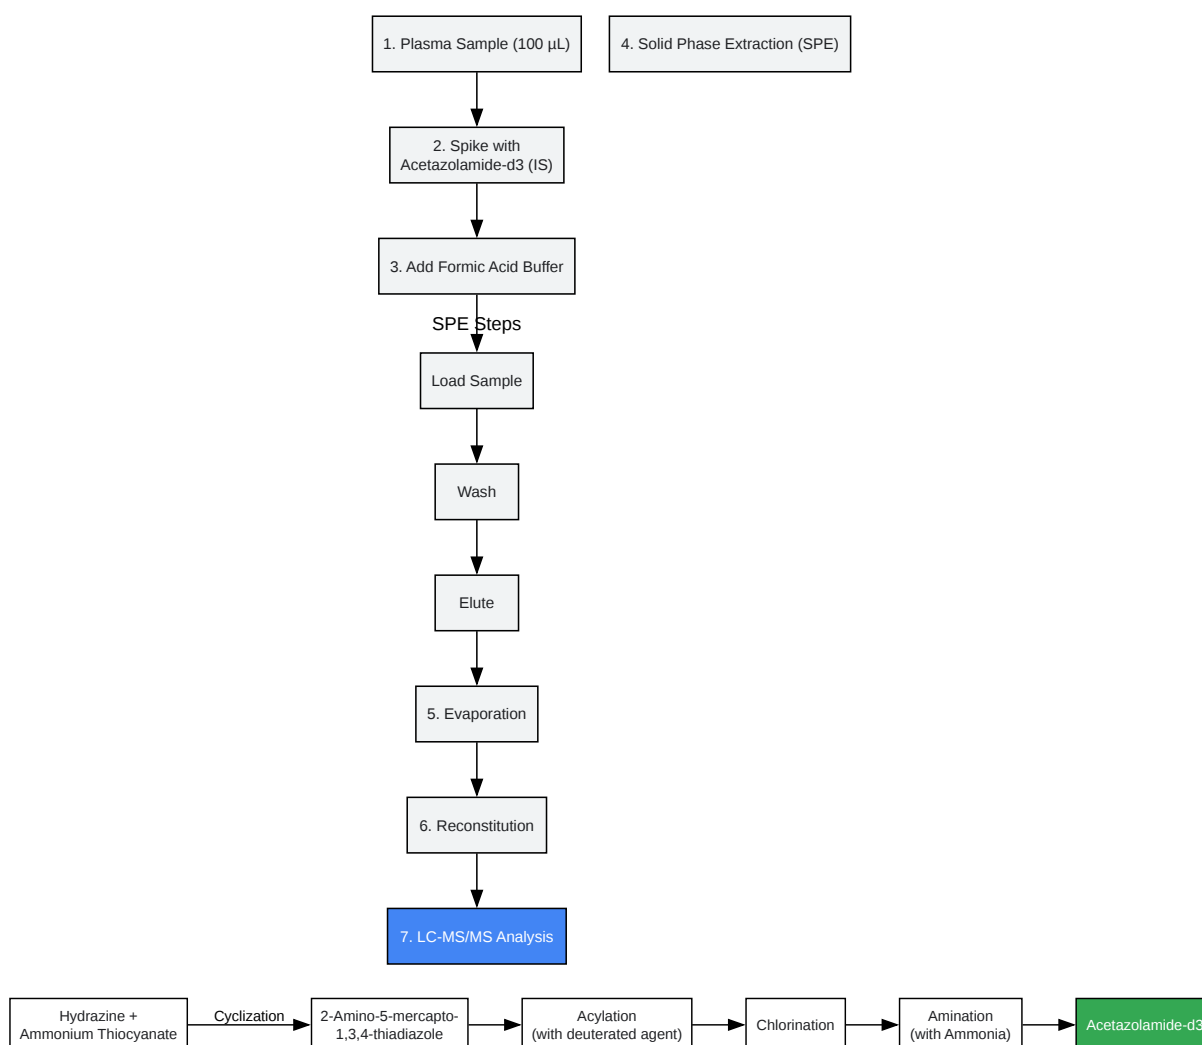 1. Plasma Sample (100 µL)
4. Solid Phase Extraction (SPE)
2. Spike with
Acetazolamide-d3 (IS)
3. Add Formic Acid Buffer
SPE Steps
Load Sample
Wash
Elute
5. Evaporation
6. Reconstitution
7. LC-MS/MS Analysis
Hydrazine +
Ammonium Thiocyanate
Cyclization
2-Amino-5-mercapto-
1,3,4-thiadiazole
Acylation
(with deuterated agent)
Chlorination
Amination
(with Ammonia)
Acetazolamide-d3